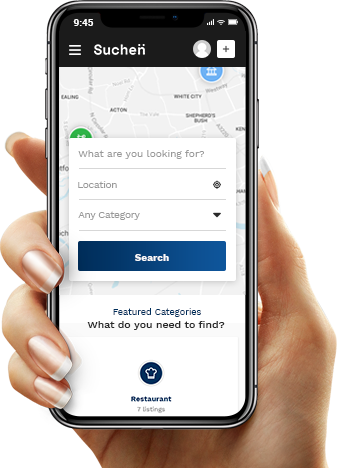 9:45
Sucheñ
+
EALING
ACTON
WHITE CITY
SHEPHERD'S
BUSH
What are you looking for?
Location
Any Category
Search
Featured Categories
What do you need to find?
Restaurant
7 listings